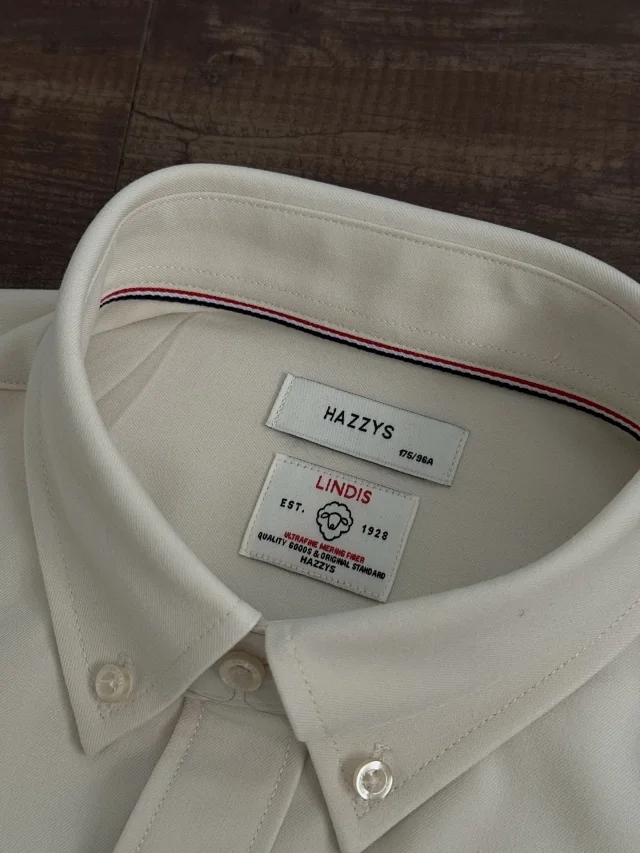 HAZZYS
175/96A
LINDIS
EST. 1928
ULTRAFINE MERINO FIBER
QUALITY GOODS & ORIGINAL STANDARD
HAZZYS